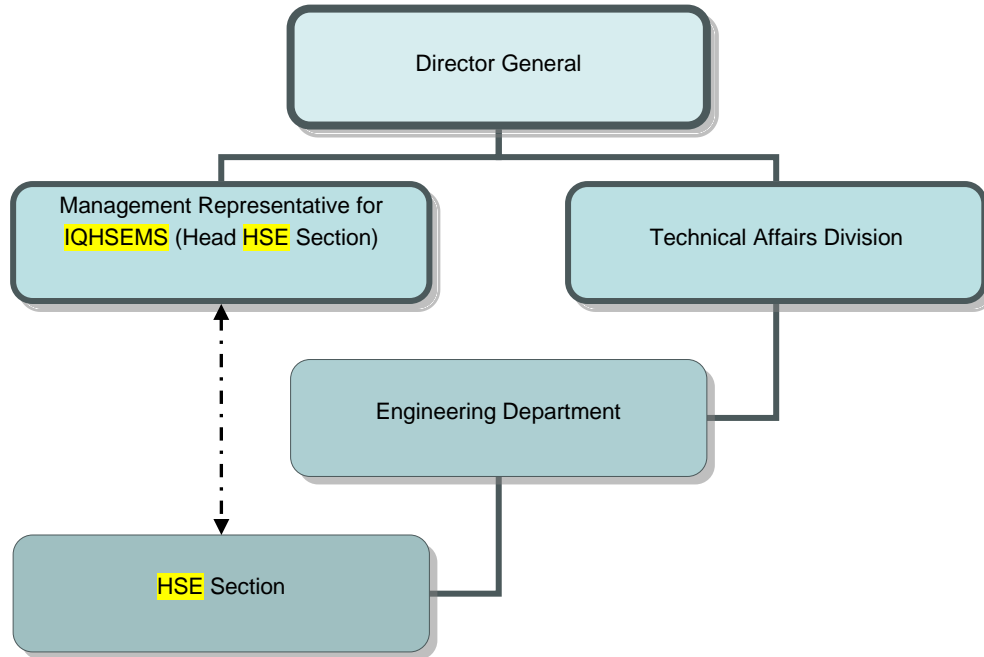 Director General
Management Representative for
IQHSEMS (Head HSE Section)
Technical Affairs Division
Engineering Department
HSE Section